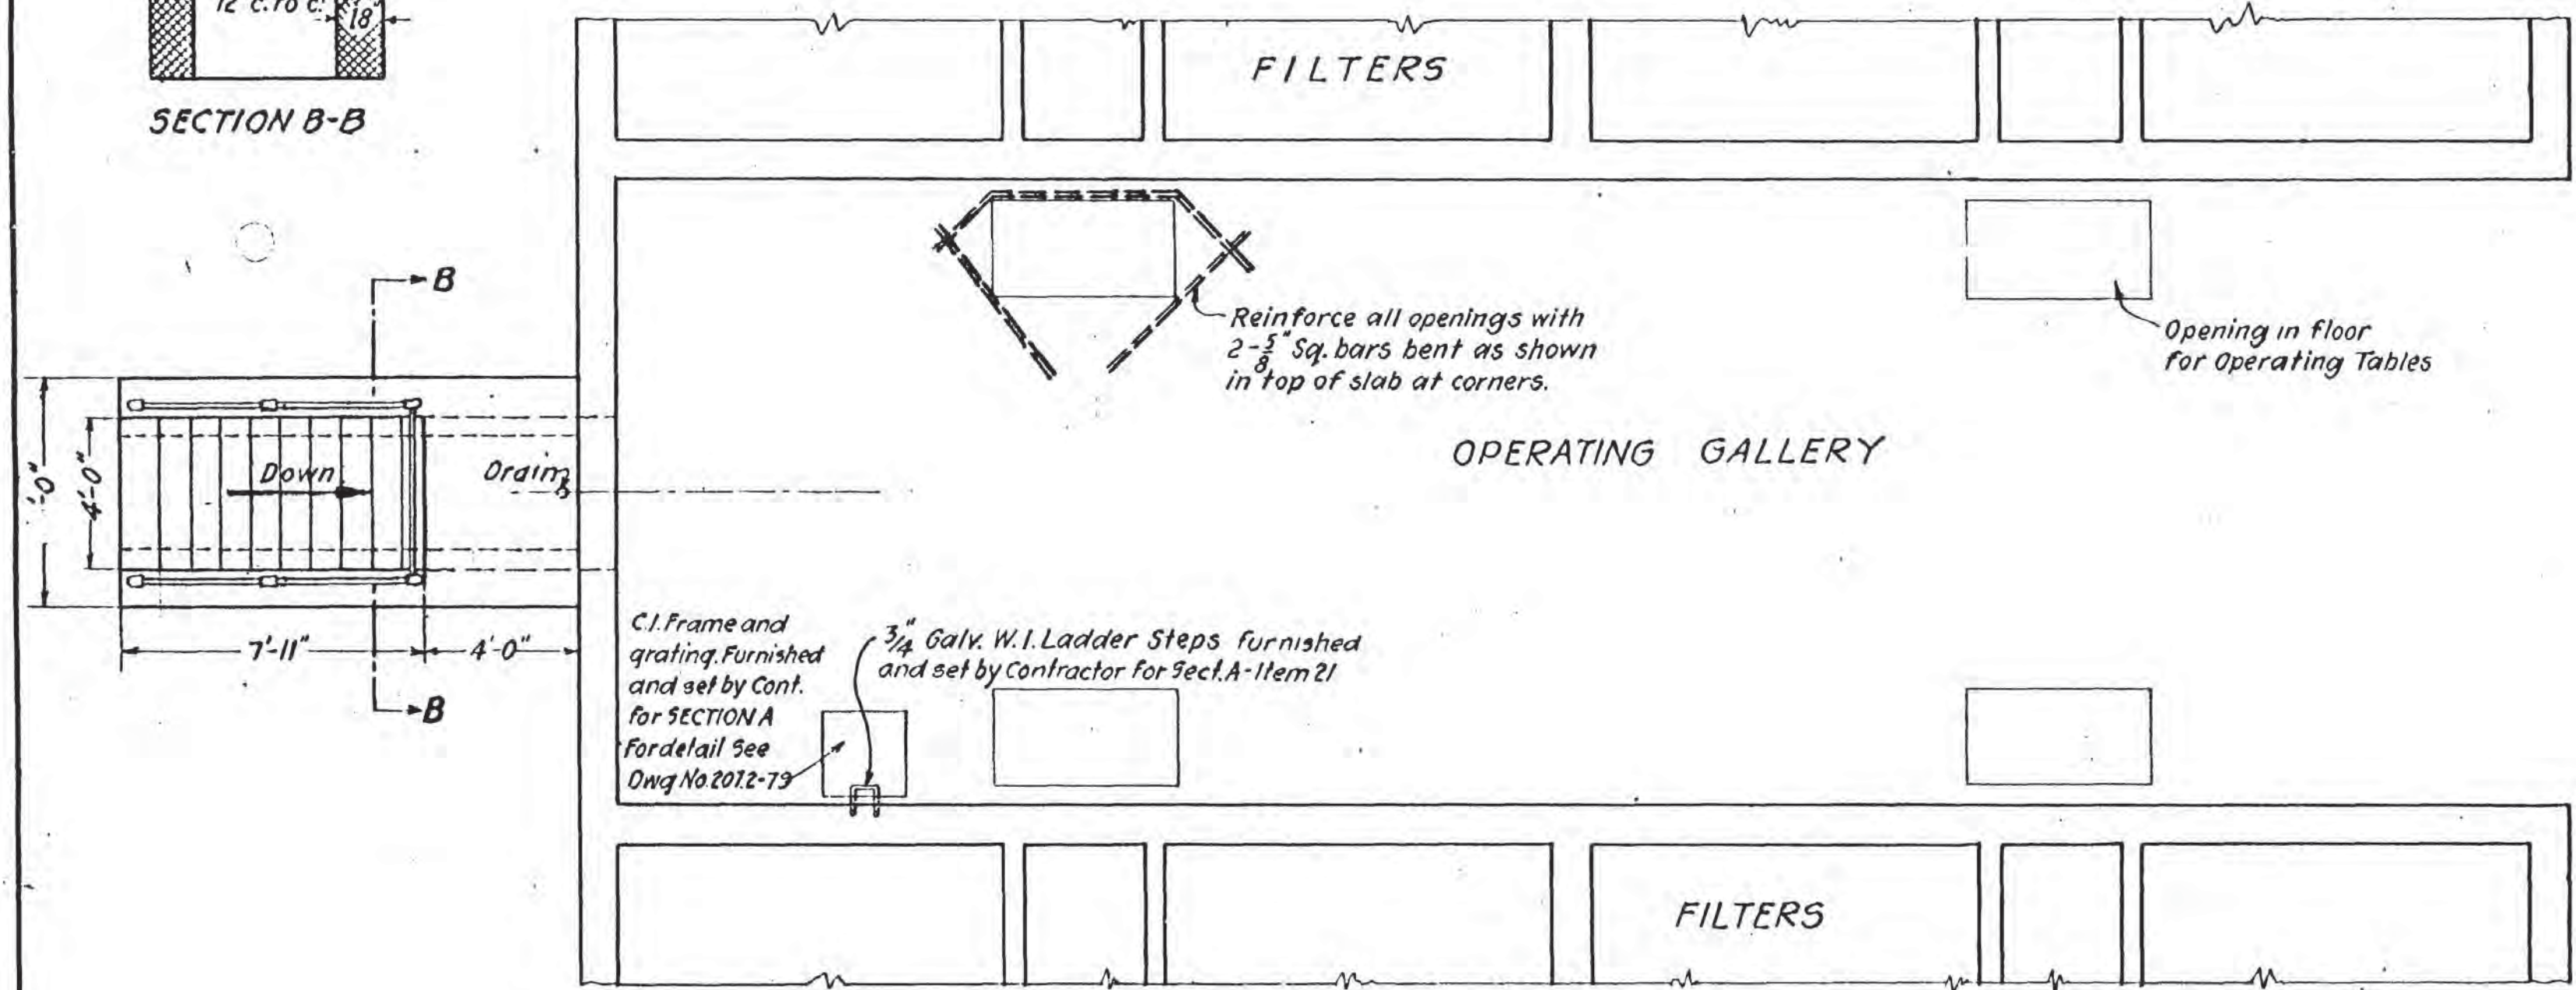 12 c. to c.
18"
SECTION B-B
FILTERS
B
Reinforce all openings with
2-5/8" Sq. bars bent as shown
in top of slab at corners.
Opening in floor
for Operating Tables
OPERATING GALLERY
4'-0"
Down
Drain
C.I. Frame and
grating. Furnished
and set by Cont.
for SECTION A
For detail See
Dwg No. 2012-79
3/4" Galv. W.I. Ladder Steps furnished
and set by Contractor for Sect. A-Item 21
7'-11"
4'-0"
B
FILTERS